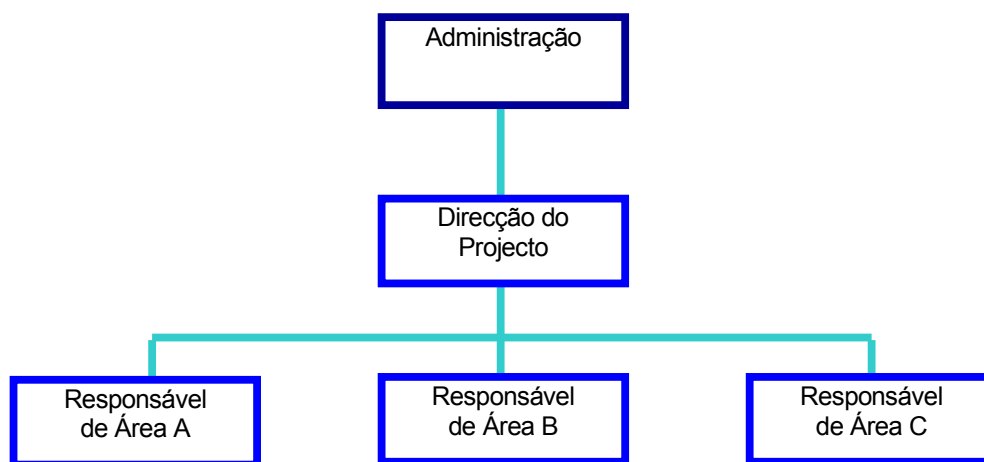 Administração
Direcção do
Projecto
Responsável
de Área A
Responsável
de Área B
Responsável
de Área C